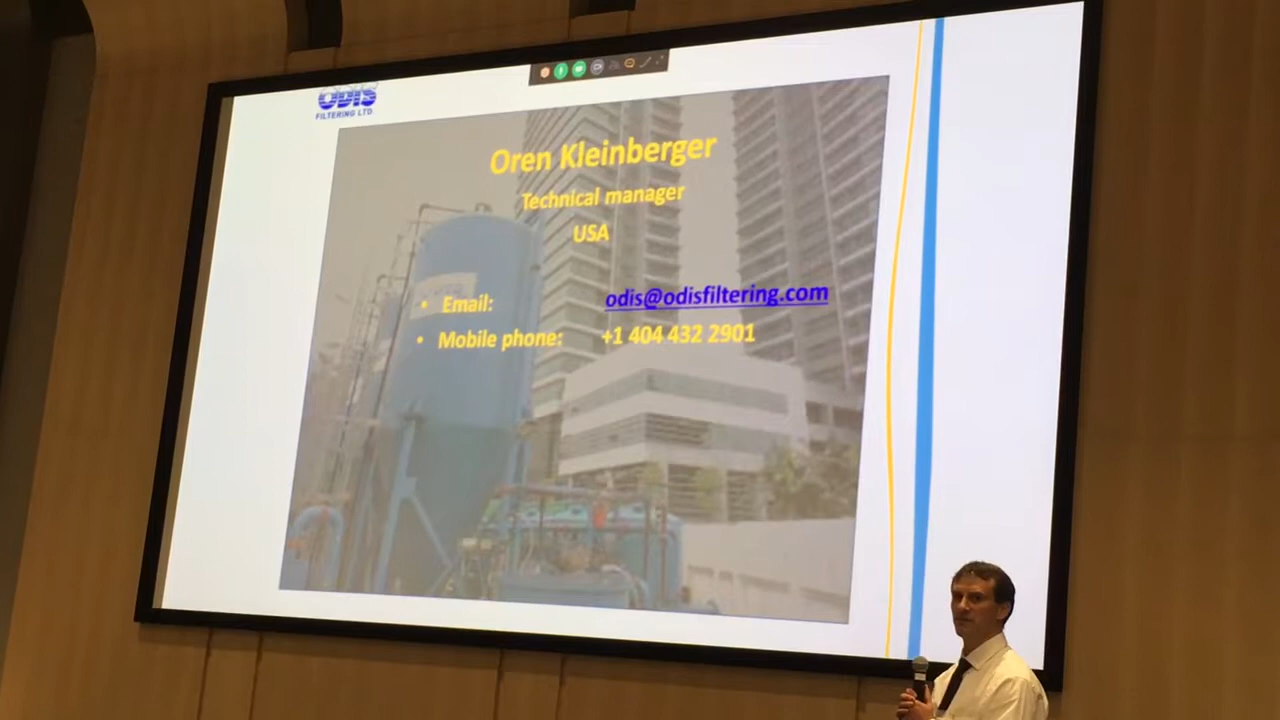 ODIS
FILTERING LTD
Oren Kleinberger
Technical manager
USA
• Email: odis@odisfiltering.com
• Mobile phone: +1 404 432 2901